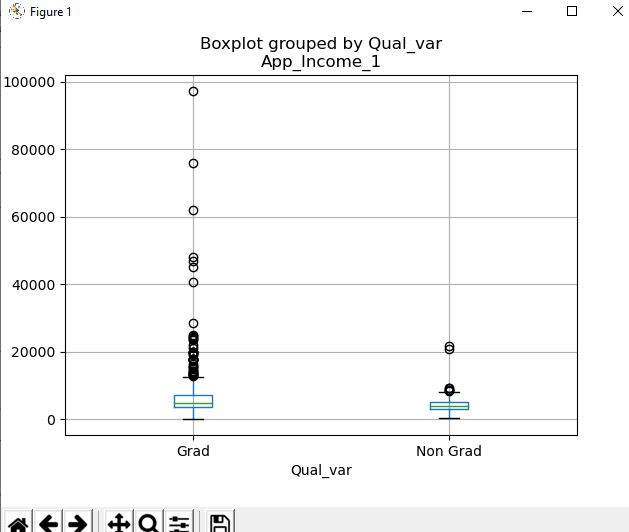 Figure 1
Boxplot grouped by Qual_var
App_Income_1
100000
80000
60000
40000
20000
0
Grad
Non Grad
Qual_var